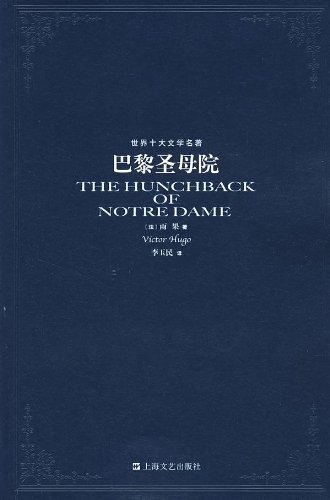 世界十大文学名著
巴黎圣母院
THE HUNCHBACK
OF
NOTRE DAME
（法）雨 果 著
Victor Hugo
李玉民 译
上海文艺出版社